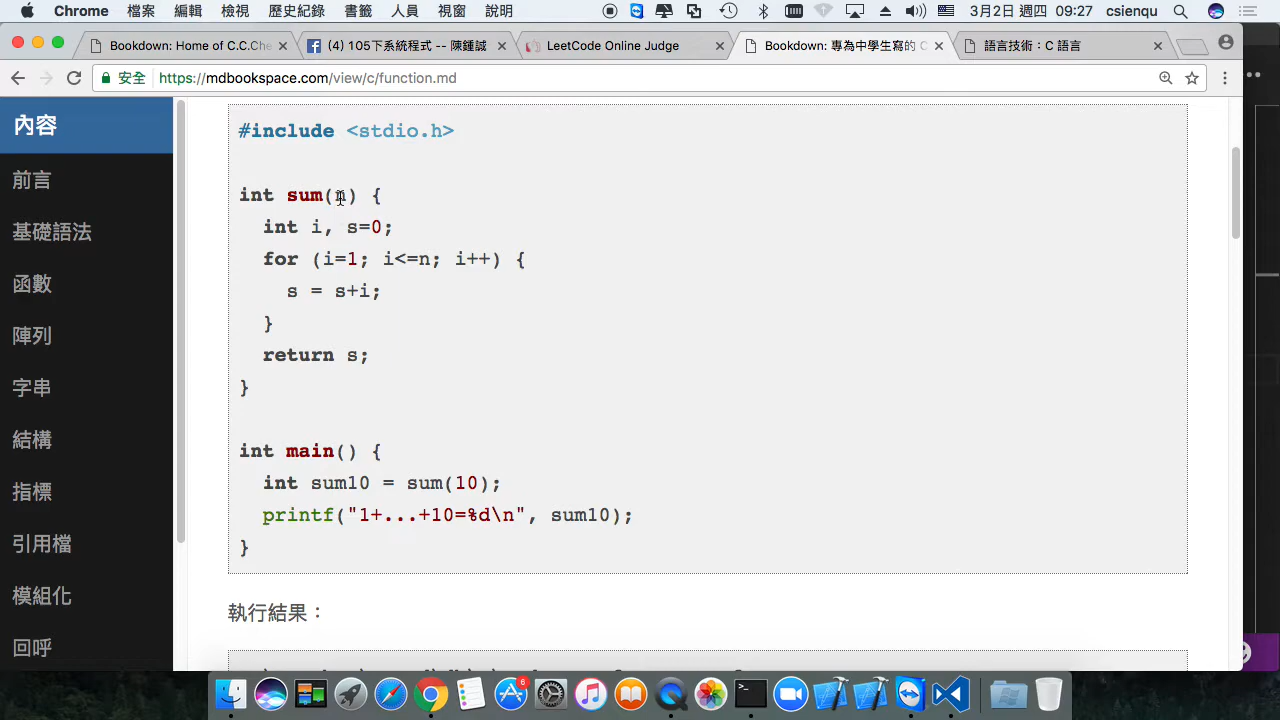 Chrome 檔案 編輯 檢視 歷史紀錄 書籤 人員 視窗 說明 3月2日 週四 09:27 csienqu
Bookdown: Home of C.C.Che (4) 105下系統程式 -- 陳鍾誠 LeetCode Online Judge Bookdown: 專為中學生寫的 C 語言技術：C 語言
安全 https://mdbookspace.com/view/c/function.md
內容
前言
基礎語法
函數
陣列
字串
結構
指標
引用檔
模組化
回呼
#include <stdio.h>
int sum(n) {
int i, s=0;
for (i=1; i<=n; i++) {
s = s+i;
}
return s;
}
int main() {
int sum10 = sum(10);
printf("1+...+10=%d\n", sum10);
}
執行結果：
6